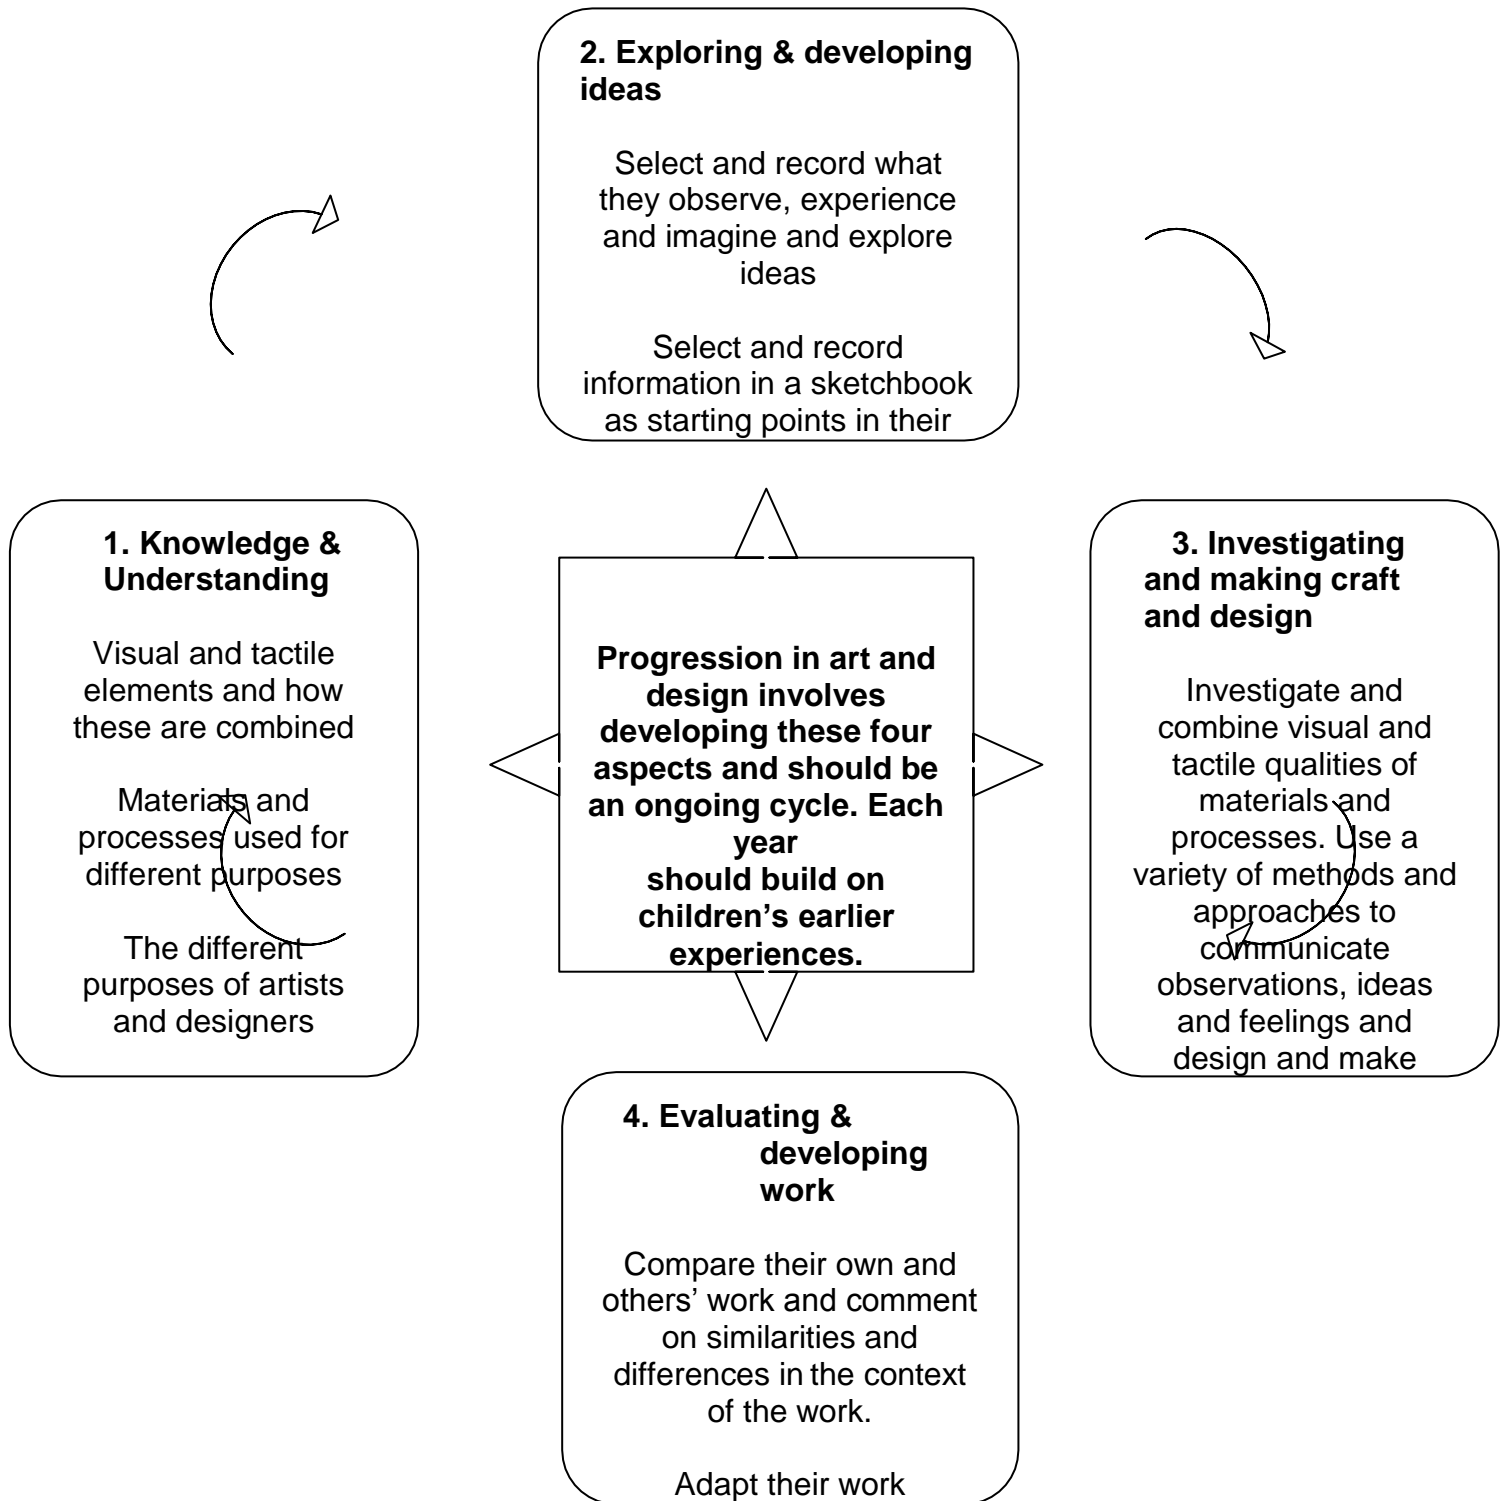 2. Exploring & developing
ideas
Select and record what
they observe, experience
and imagine and explore
ideas
Select and record
information in a sketchbook
as starting points in their
1. Knowledge &
Understanding
Visual and tactile
elements and how
these are combined
Materials and
processes used for
different purposes
The different
purposes of artists
and designers
Progression in art and
design involves
developing these four
aspects and should be
an ongoing cycle. Each
year
should build on
children’s earlier
experiences.
3. Investigating
and making craft
and design
Investigate and
combine visual and
tactile qualities of
materials and
processes. Use a
variety of methods and
approaches to
communicate
observations, ideas
and feelings and
design and make
4. Evaluating &
developing
work
Compare their own and
others’ work and comment
on similarities and
differences in the context
of the work.
Adapt their work